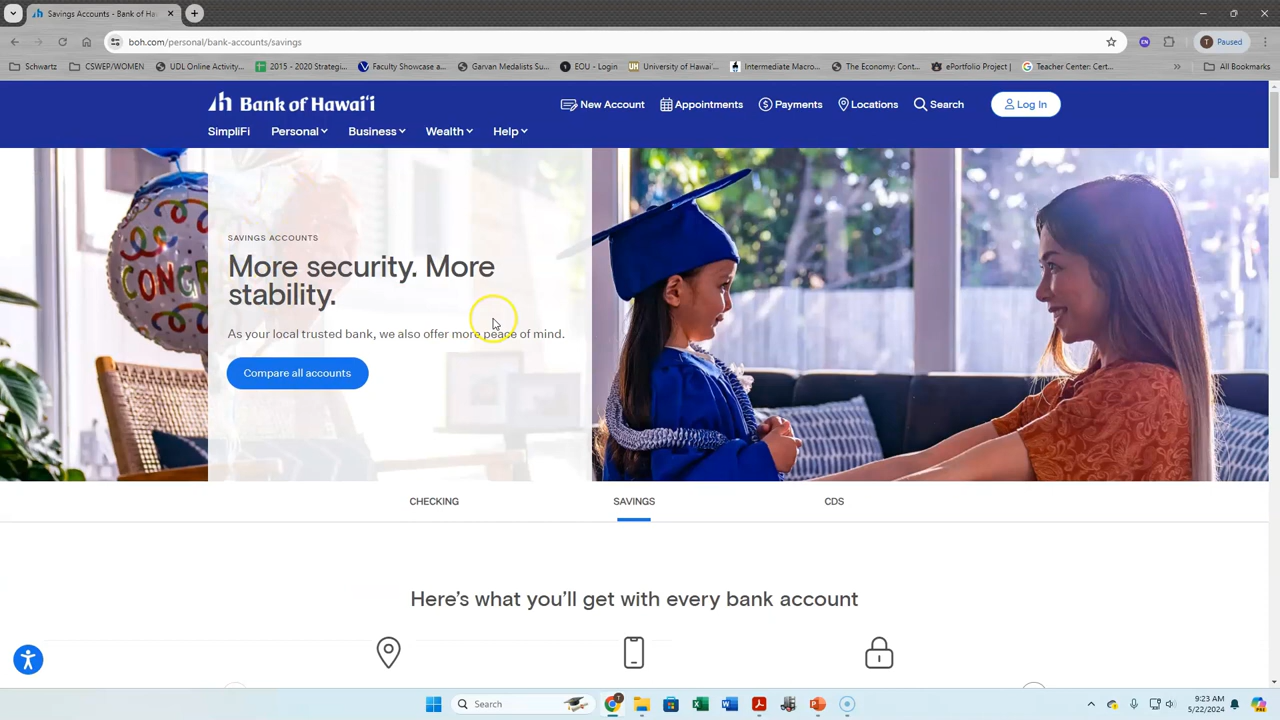 Savings Accounts - Bank of Ha
boh.com/personal/bank-accounts/savings
T Paused
Schwartz
CSWEP/WOMEN
UDL Online Activity...
2015 - 2020 Strategi...
Faculty Showcase a...
Garvan Medalists Su...
EOU - Login
UH University of Hawai'...
Intermediate Macro...
The Economy: Cont...
ePortfolio Project |
Teacher Center: Cert...
All Bookmarks
Bank of Hawaiʻi
New Account
Appointments
Payments
Locations
Search
Log In
SimpliFi
Personal
Business
Wealth
Help
SAVINGS ACCOUNTS
More security. More
stability.
As your local trusted bank, we also offer more peace of mind.
Compare all accounts
CHECKING
SAVINGS
CDS
Here's what you'll get with every bank account
Search
9:23 AM
5/22/2024